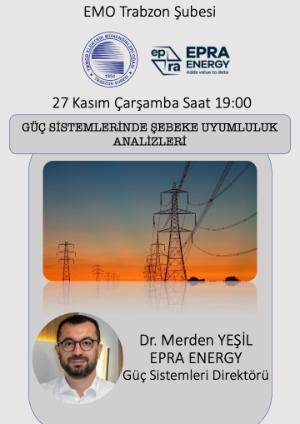 EMO Trabzon Şubesi
ep
ra
EPRA
ENERGY
Adds value to data
27 Kasım Çarşamba Saat 19:00
GÜÇ SİSTEMLERİNDE ŞEBEKE UYUMLULUK
ANALİZLERİ
Dr. Merden YEŞİL
EPRA ENERGY
Güç Sistemleri Direktörü